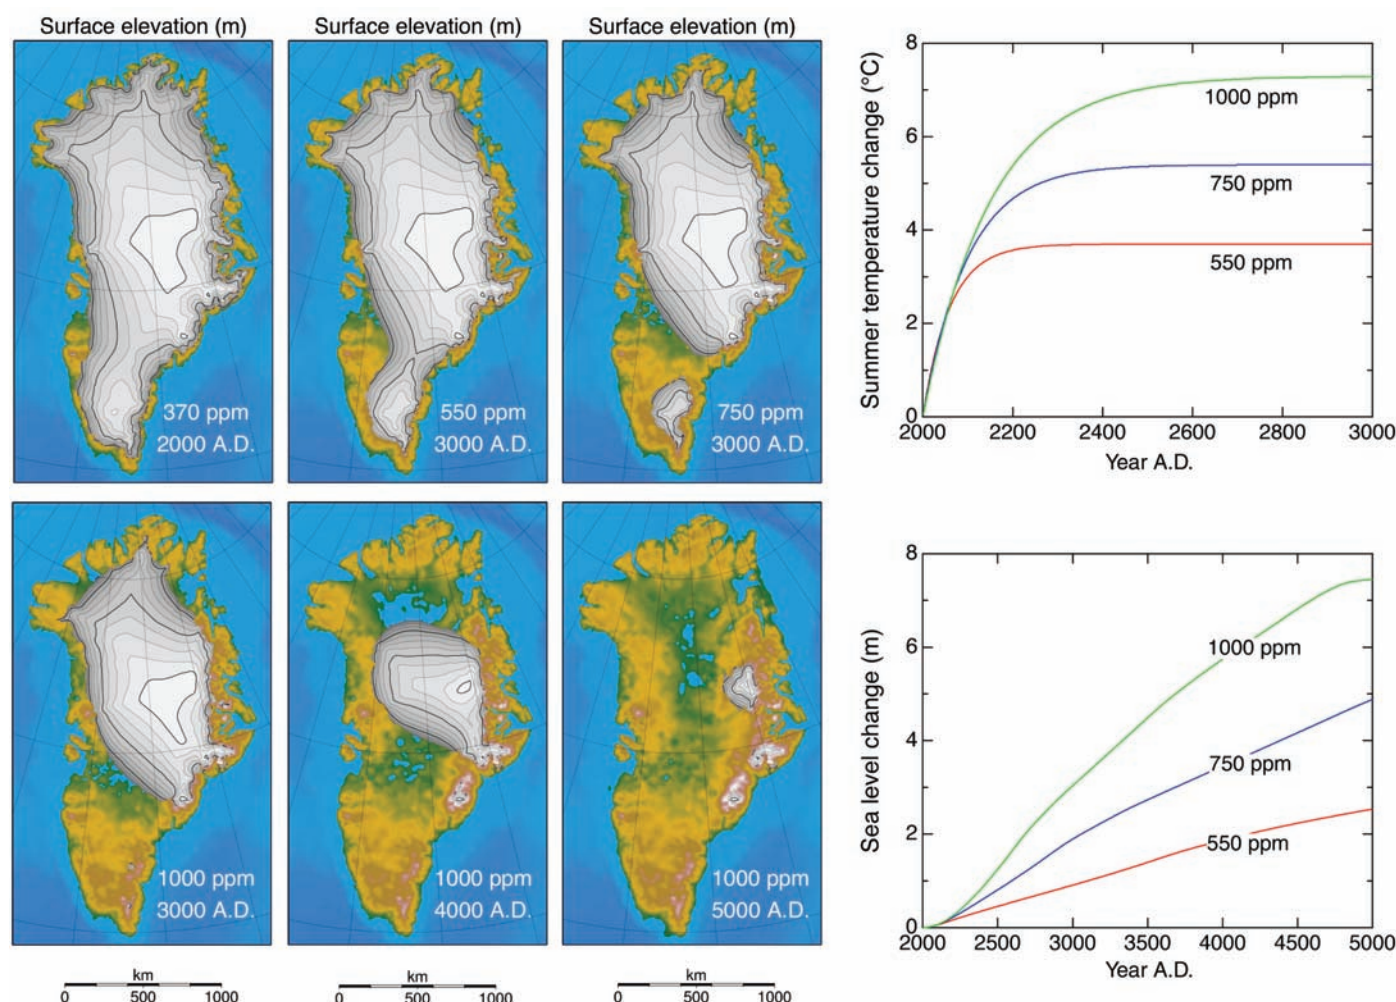 Surface elevation (m)
Surface elevation (m)
Surface elevation (m)
370 ppm
2000 A.D.
550 ppm
3000 A.D.
750 ppm
3000 A.D.
1000 ppm
3000 A.D.
1000 ppm
4000 A.D.
1000 ppm
5000 A.D.
km
0 500 1000
km
0 500 1000
km
0 500 1000
Summer temperature change (°C)
8
6
4
2
0
1000 ppm
750 ppm
550 ppm
2000 2200 2400 2600 2800 3000
Year A.D.
Sea level change (m)
8
6
4
2
0
1000 ppm
750 ppm
550 ppm
2000 2500 3000 3500 4000 4500 5000
Year A.D.